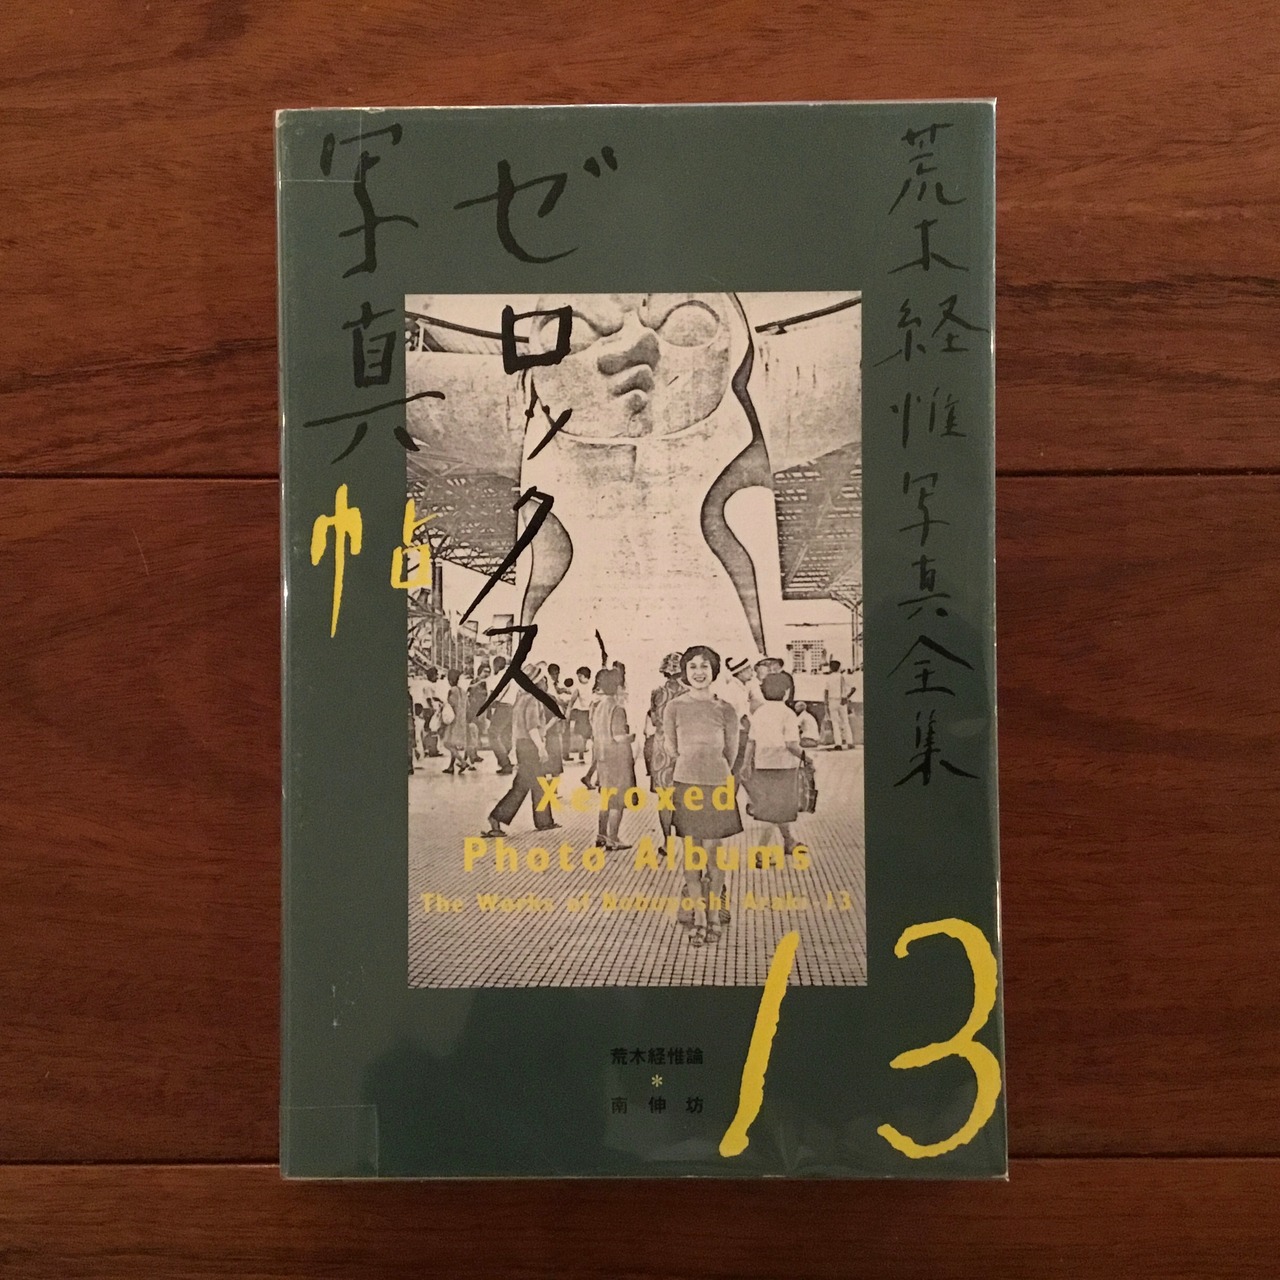 荒木経惟写真全集
ゼロックス
写真帖
Xeroxed
Photo Albums
The Works of Nobuyoshi Araki 13
13
荒木経惟論
*
南伸坊